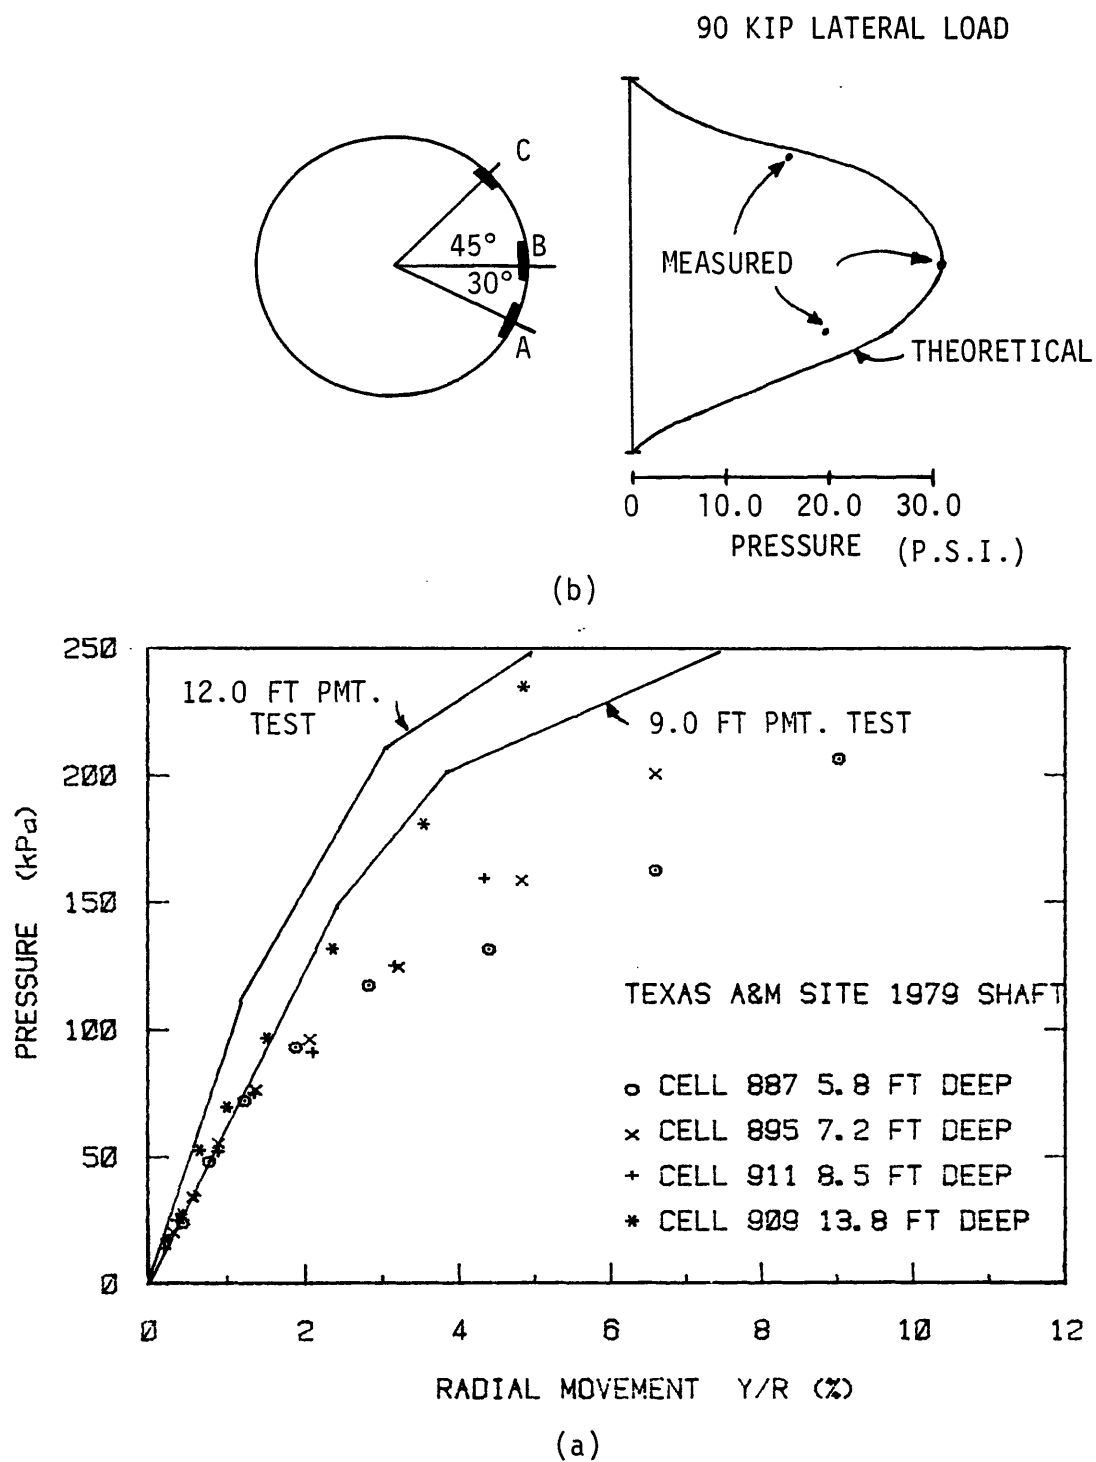 90 KIP LATERAL LOAD
C
45° B
30°
A
MEASURED
THEORETICAL
0 10.0 20.0 30.0
PRESSURE (P.S.I.)
(b)
250
200
150
100
50
0
PRESSURE (kPa)
12.0 FT PMT.
TEST
9.0 FT PMT. TEST
TEXAS A&M SITE 1979 SHAFT
CELL 887 5.8 FT DEEP
CELL 895 7.2 FT DEEP
CELL 911 8.5 FT DEEP
CELL 909 13.8 FT DEEP
0 2 4 6 8 10 12
RADIAL MOVEMENT Y/R (%)
(a)